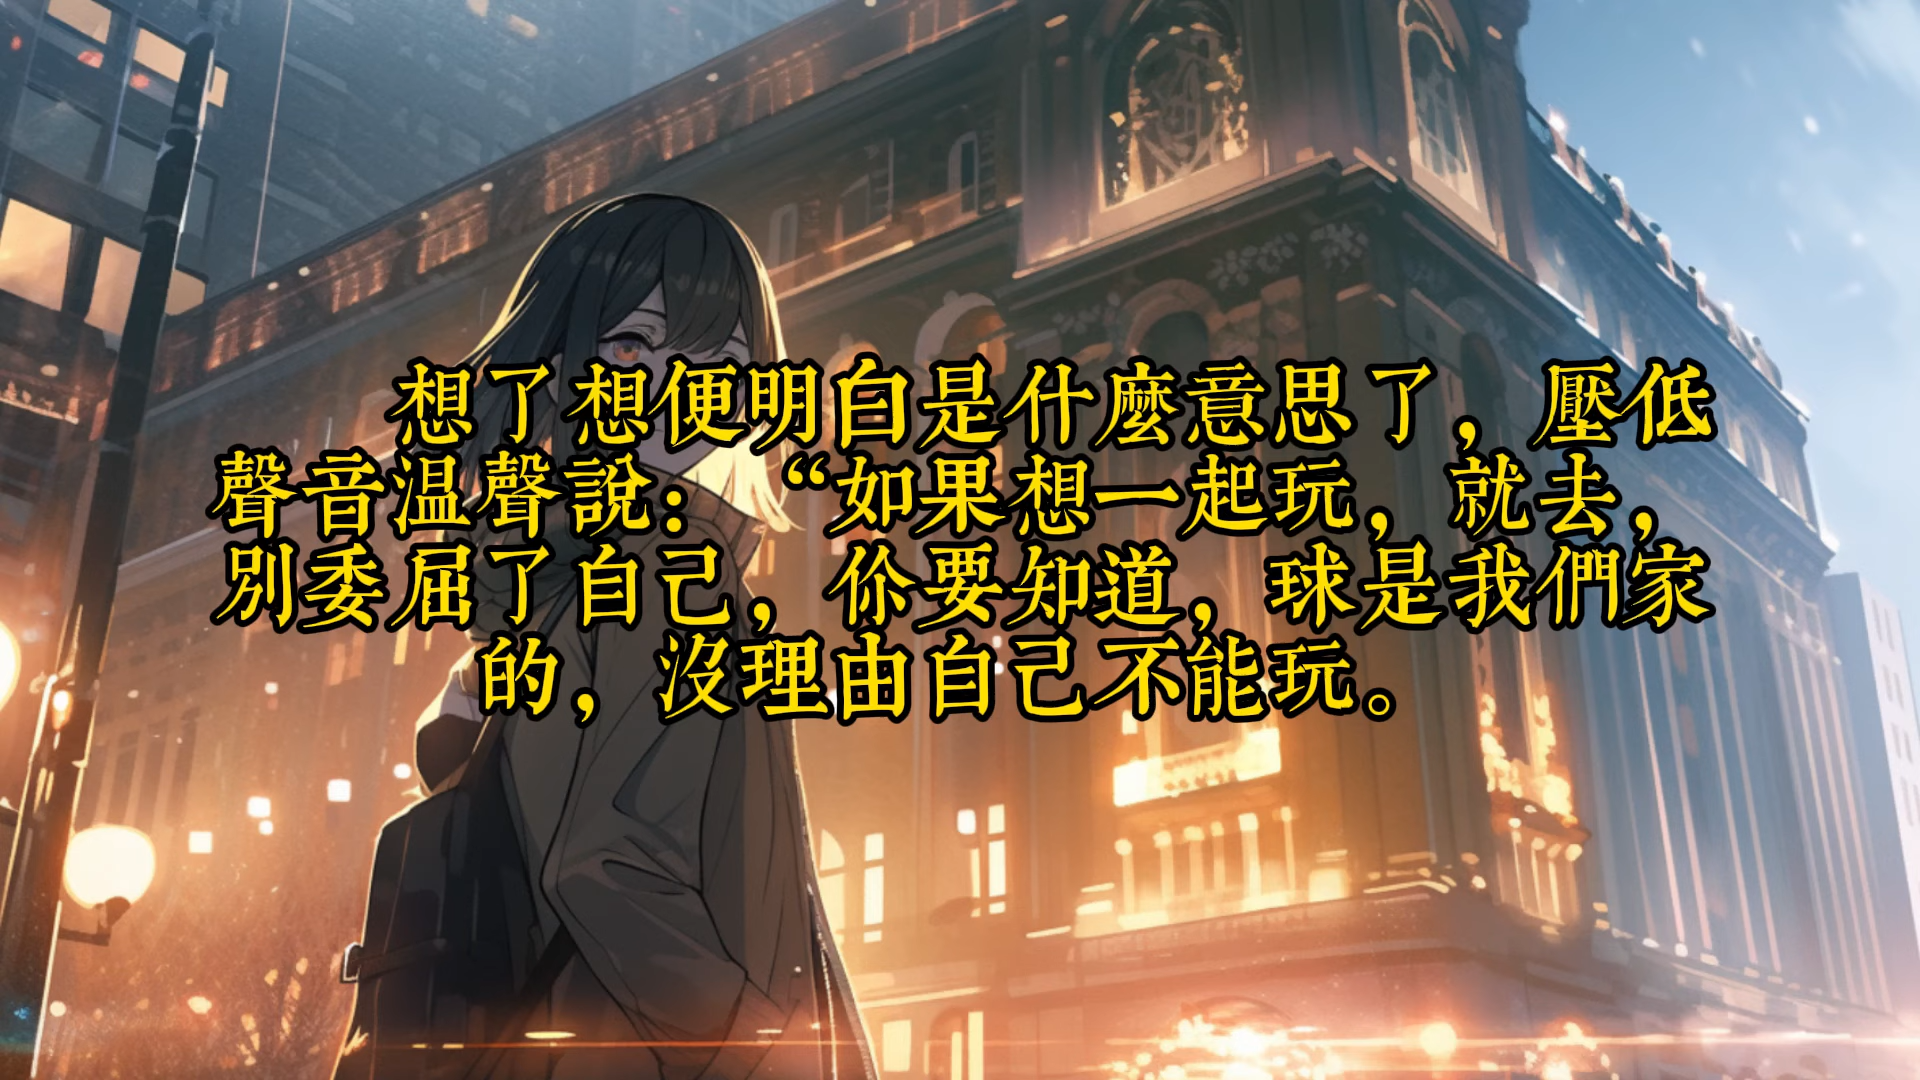 想了想便明白是什麼意思了，壓低
聲音温聲說：“如果想一起玩，就去，
別委屈了自己，你要知道，球是我們家
的，沒理由自己不能玩。